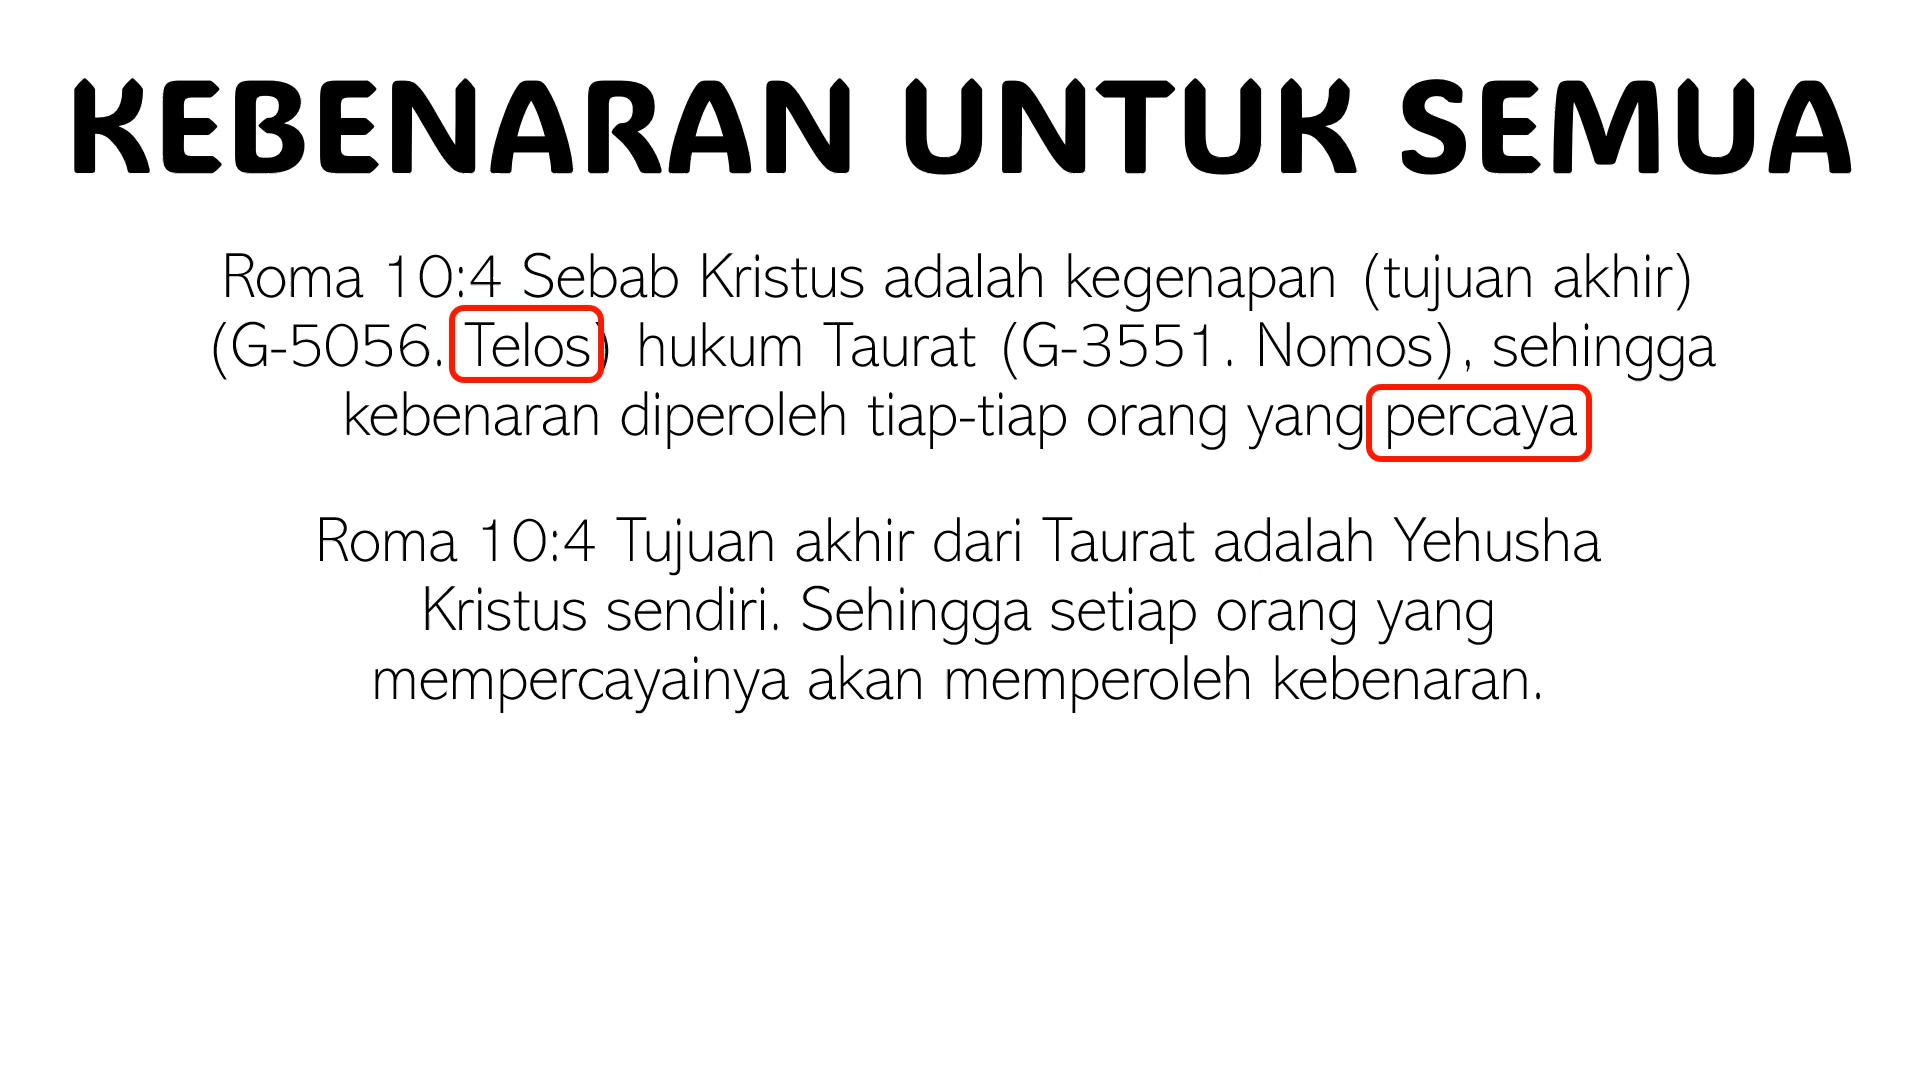 KEBENARAN UNTUK SEMUA
Roma 10:4 Sebab Kristus adalah kegenapan (tujuan akhir)
(G-5056. Telos) hukum Taurat (G-3551. Nomos), sehingga
kebenaran diperoleh tiap-tiap orang yang percaya
Roma 10:4 Tujuan akhir dari Taurat adalah Yehusha
Kristus sendiri. Sehingga setiap orang yang
mempercayainya akan memperoleh kebenaran.